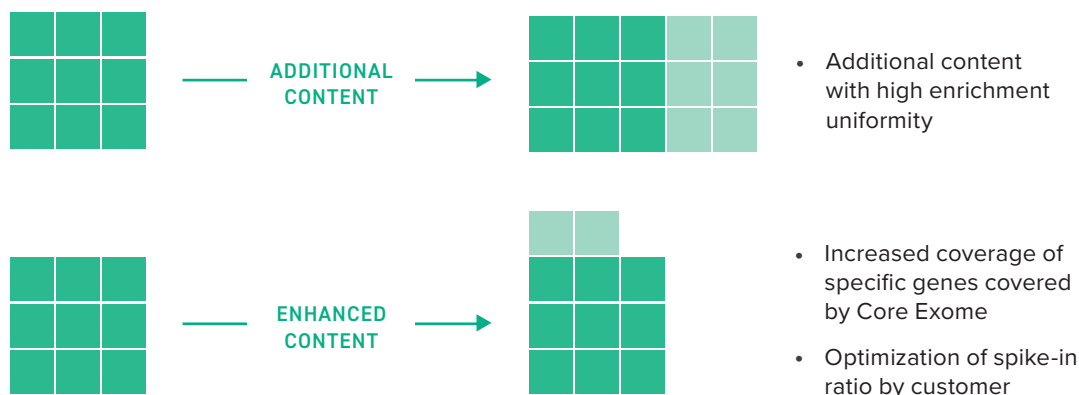 ADDITIONAL
CONTENT
• Additional content
with high enrichment
uniformity
ENHANCED
CONTENT
• Increased coverage of
specific genes covered
by Core Exome
• Optimization of spike-in
ratio by customer